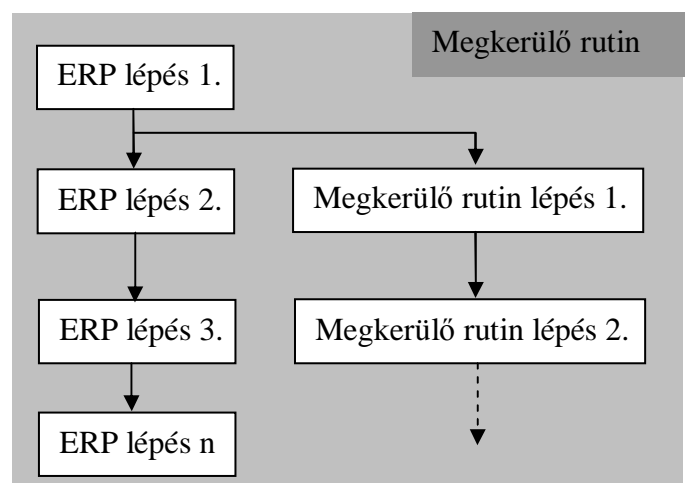 Megkerülő rutin
ERP lépés 1.
ERP lépés 2.
Megkerülő rutin lépés 1.
ERP lépés 3.
Megkerülő rutin lépés 2.
ERP lépés n